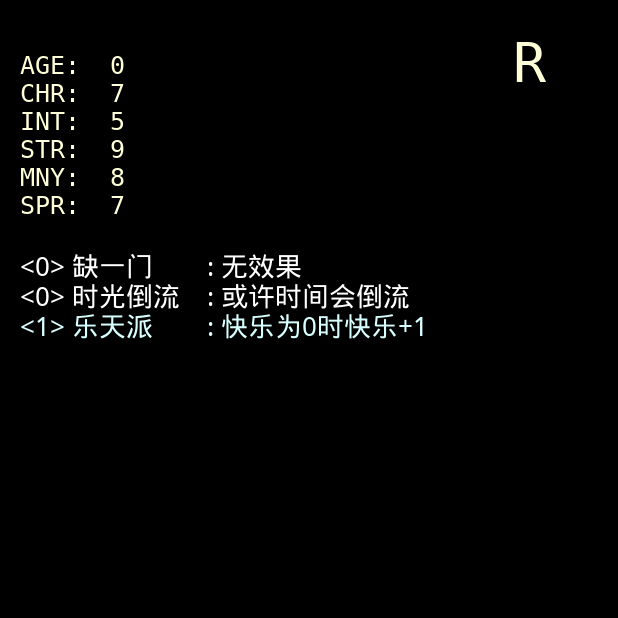 R
AGE: 0
CHR: 7
INT: 5
STR: 9
MNY: 8
SPR: 7
<0> 缺一门 : 无效果
<0> 时光倒流 : 或许时间会倒流
<1> 乐天派 : 快乐为0时快乐+1